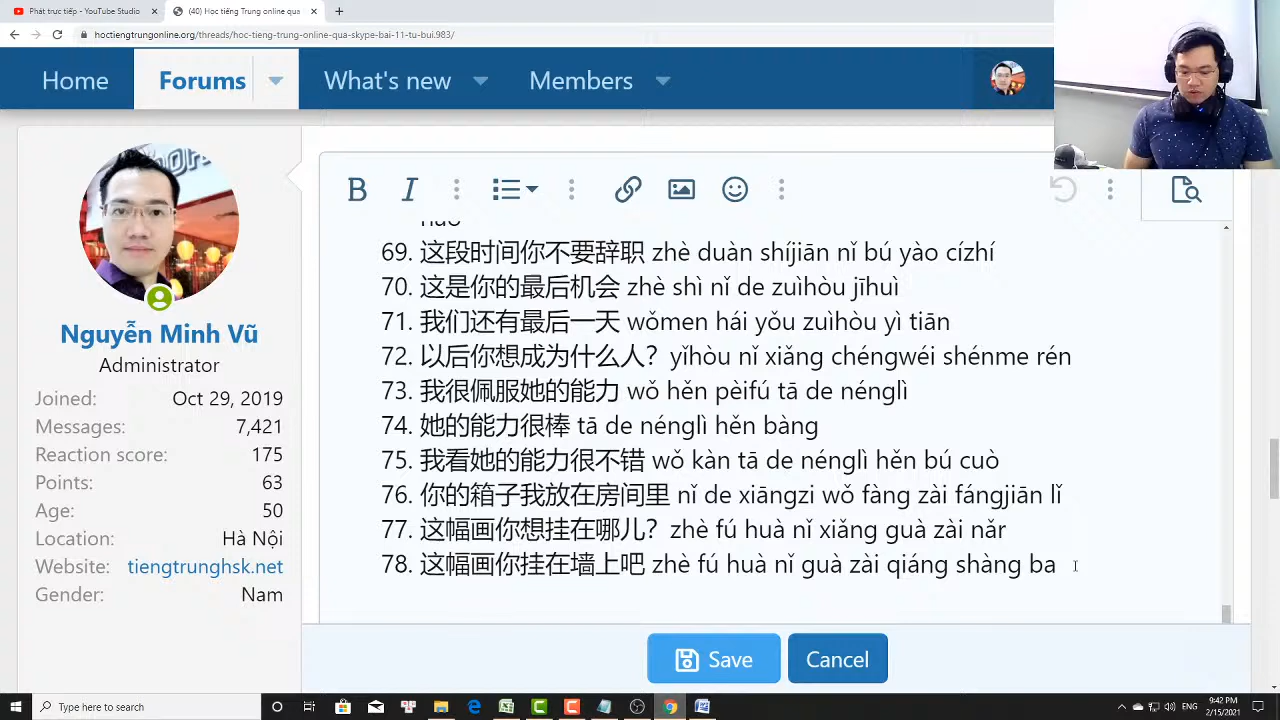 Phát trực tiếp - YouTube Studio
(40) Học tiếng Trung online qua
hoctiengtrungonline.org/threads/hoc-tieng-trung-online-qua-skype-bai-11-tu-bui.983/
Home
Forums
What's new
Members
B I
69. 这段时间你不要辞职 zhè duàn shíjiān nǐ bú yào cízhí
70. 这是你的最后机会 zhè shì nǐ de zuìhòu jīhuì
71. 我们还有最后一天 wǒmen hái yǒu zuìhòu yì tiān
72. 以后你想成为什么人？yǐhòu nǐ xiǎng chéngwéi shénme rén
73. 我很佩服她的能力 wǒ hěn pèifú tā de nénglì
74. 她的能力很棒 tā de nénglì hěn bàng
75. 我看她的能力很不错 wǒ kàn tā de nénglì hěn bú cuò
76. 你的箱子我放在房间里 nǐ de xiāngzi wǒ fàng zài fángjiān lǐ
77. 这幅画你想挂在哪儿？zhè fú huà nǐ xiǎng guà zài nǎr
78. 这幅画你挂在墙上吧 zhè fú huà nǐ guà zài qiáng shàng ba
Nguyễn Minh Vũ
Administrator
Joined: Oct 29, 2019
Messages: 7,421
Reaction score: 175
Points: 63
Age: 50
Location: Hà Nội
Website: tiengtrunghsk.net
Gender: Nam
Save
Cancel
Type here to search
ENG
9:42 PM
2/15/2021